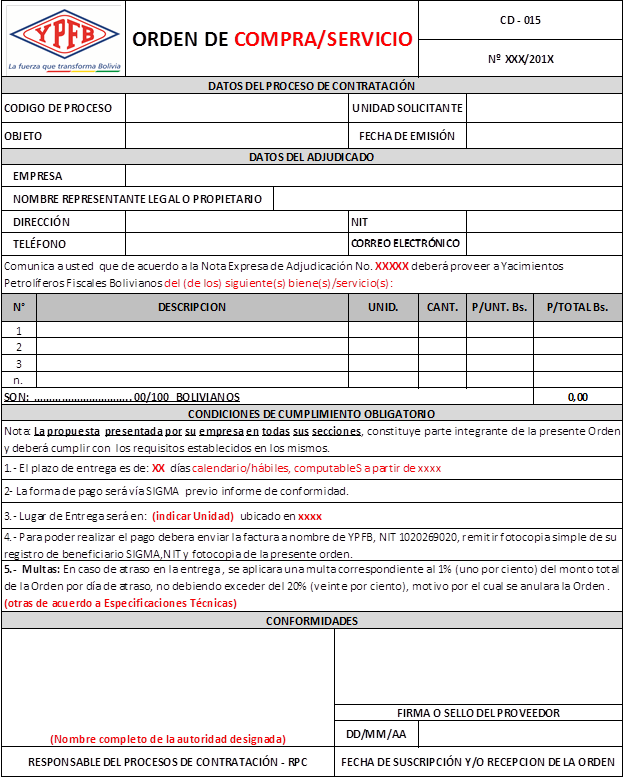 YPFB
La fuerza que transforma Bolivia
ORDEN DE COMPRA/SERVICIO
CD - 015
Nº XXX/201X
DATOS DEL PROCESO DE CONTRATACIÓN
CODIGO DE PROCESO
UNIDAD SOLICITANTE
OBJETO
FECHA DE EMISIÓN
DATOS DEL ADJUDICADO
EMPRESA
NOMBRE REPRESENTANTE LEGAL O PROPIETARIO
DIRECCIÓN
NIT
TELÉFONO
CORREO ELECTRÓNICO
Comunica a usted que de acuerdo a la Nota Expresa de Adjudicación No. XXXXX deberá proveer a Yacimientos
Petrolíferos Fiscales Bolivianos del (de los) siguiente(s) biene(s)/servicio(s):
N° DESCRIPCION UNID. CANT. P/UNT. Bs. P/TOTAL Bs.
1
2
3
n.
SON: ................................ 00/100 BOLIVIANOS 0,00
CONDICIONES DE CUMPLIMIENTO OBLIGATORIO
Nota: La propuesta presentada por su empresa en todas sus secciones, constituye parte integrante de la presente Orden
y deberá cumplir con los requisitos establecidos en los mismos.
1.- El plazo de entrega es de: XX días calendario/hábiles, computableS a partir de xxxx
2- La forma de pago será vía SIGMA previo informe de conformidad.
3.- Lugar de Entrega será en: (indicar Unidad) ubicado en xxxx
4.- Para poder realizar el pago debera enviar la factura a nombre de YPFB, NIT 1020269020, remitir fotocopia simple de su
registro de beneficiario SIGMA,NIT y fotocopia de la presente orden.
5.- Multas: En caso de atraso en la entrega , se aplicara una multa correspondiente al 1% (uno por ciento) del monto total
de la Orden por día de atraso, no debiendo exceder del 20% (veinte por ciento), motivo por el cual se anulara la Orden .
(otras de acuerdo a Especificaciones Técnicas)
CONFORMIDADES
FIRMA O SELLO DEL PROVEEDOR
(Nombre completo de la autoridad designada)
DD/MM/AA
RESPONSABLE DEL PROCESOS DE CONTRATACIÓN - RPC
FECHA DE SUSCRIPCIÓN Y/O RECEPCION DE LA ORDEN